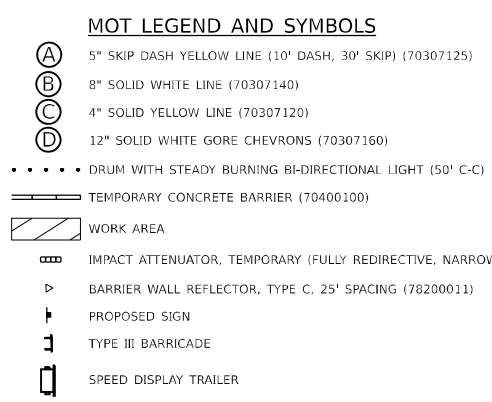 MOT LEGEND AND SYMBOLS
A 5" SKIP DASH YELLOW LINE (10' DASH, 30' SKIP) (70307125)
B 8" SOLID WHITE LINE (70307140)
C 4" SOLID YELLOW LINE (70307120)
D 12" SOLID WHITE GORE CHEVRONS (70307160)
DRUM WITH STEADY BURNING BI-DIRECTIONAL LIGHT (50' C-C)
TEMPORARY CONCRETE BARRIER (70400100)
WORK AREA
IMPACT ATTENUATOR, TEMPORARY (FULLY REDIRECTIVE,
BARRIER WALL REFLECTOR, TYPE C, 25' SPACING (78200011)
PROPOSED SIGN
TYPE III BARRICADE
SPEED DISPLAY TRAILER